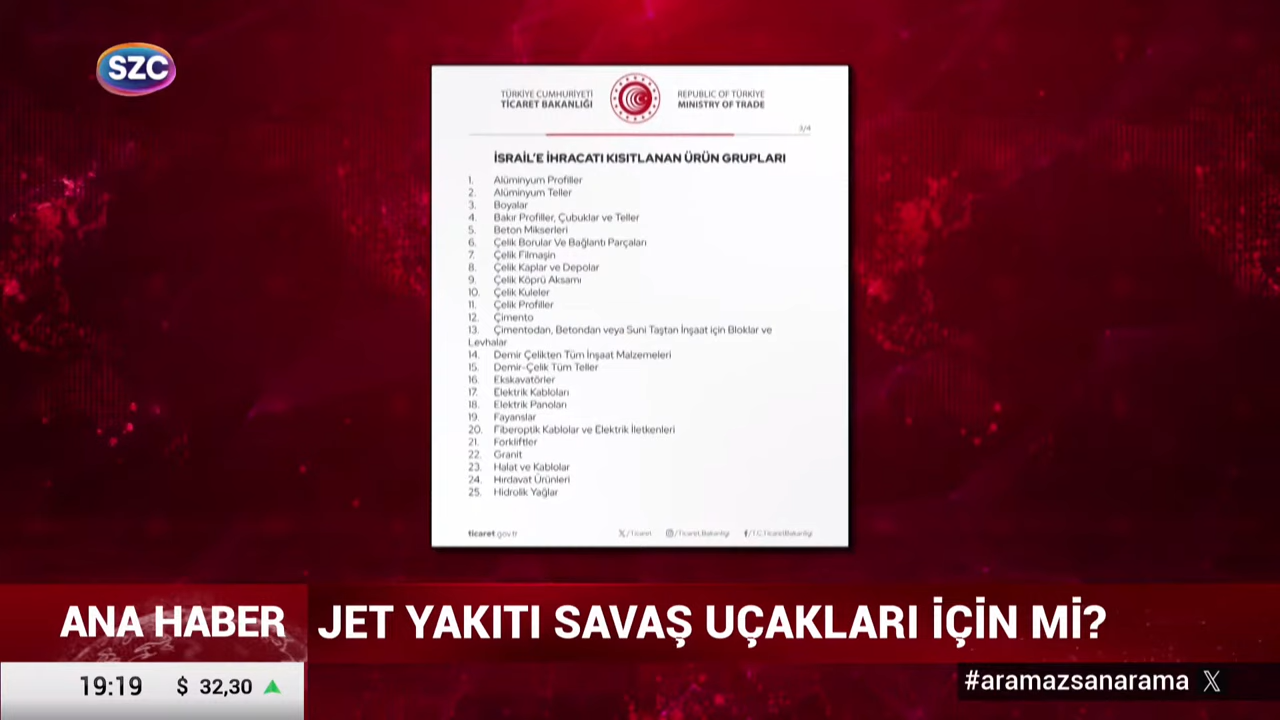 SZC
TÜRKİYE CUMHURİYETİ
TİCARET BAKANLIĞI
REPUBLIC OF TÜRKİYE
MINISTRY OF TRADE
3/4
İSRAİL'E İHRACATI KISITLANAN ÜRÜN GRUPLARI
1. Alüminyum Profiller
2. Alüminyum Teller
3. Boyalar
4. Bakır Profiller, Çubuklar ve Teller
5. Beton Mikserleri
6. Çelik Borular Ve Bağlantı Parçaları
7. Çelik Filmaşin
8. Çelik Kaplar ve Depolar
9. Çelik Köprü Aksamı
10. Çelik Kuleler
11. Çelik Profiller
12. Çimento
13. Çimentodan, Betondan veya Suni Taştan İnşaat için Bloklar ve
Levhalar
14. Demir Çelikten Tüm İnşaat Malzemeleri
15. Demir-Çelik Tüm Teller
16. Ekskavatörler
17. Elektrik Kabloları
18. Elektrik Panoları
19. Fayanslar
20. Fiberoptik Kablolar ve Elektrik İletkenleri
21. Forkliftler
22. Granit
23. Halat ve Kablolar
24. Hırdavat Ürünleri
25. Hidrolik Yağlar
ticaret.gov.tr
X/Ticaret
/Ticaret.Bakanligi
f/T.C.TicaretBakanligi
ANA HABER
JET YAKITI SAVAŞ UÇAKLARI İÇİN Mİ?
19:19 $ 32,30
#aramazsanarama X